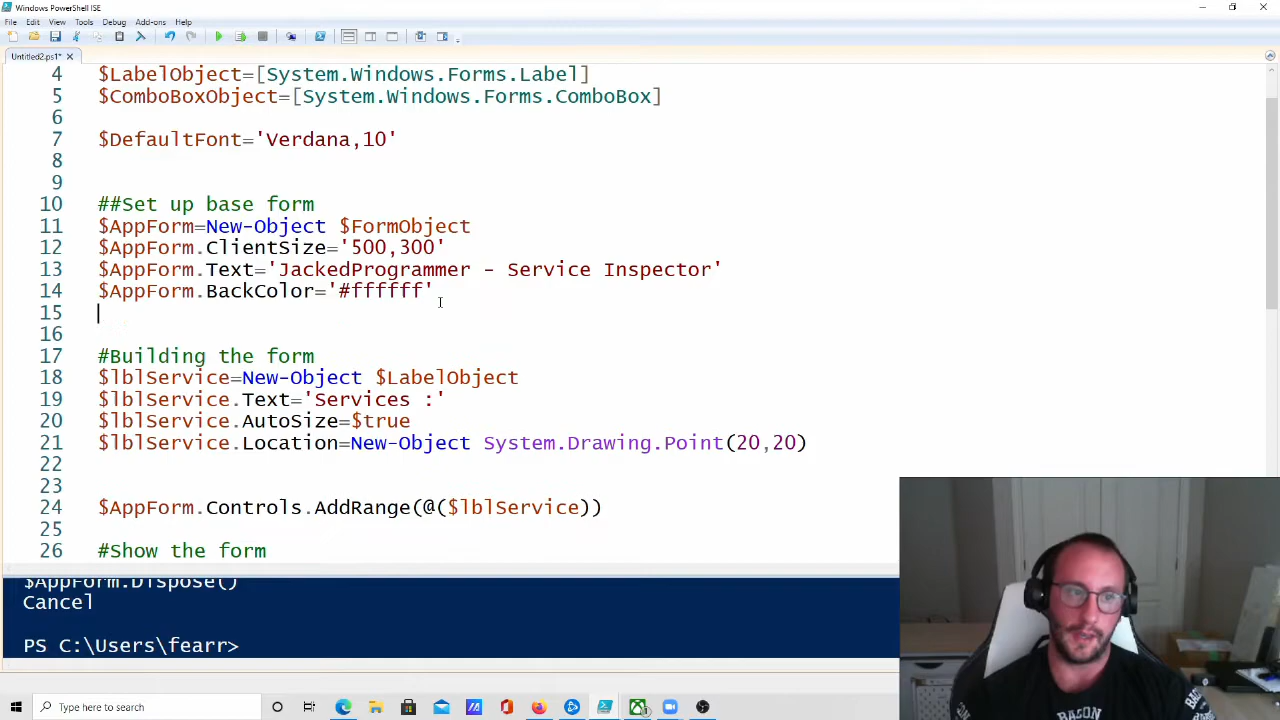 Windows PowerShell ISE
File Edit View Tools Debug Add-ons Help
Untitled2.ps1*
4 $LabelObject=[System.Windows.Forms.Label]
5 $ComboBoxObject=[System.Windows.Forms.ComboBox]
6
7 $DefaultFont='Verdana,10'
8
9
10 ##Set up base form
11 $AppForm=New-Object $FormObject
12 $AppForm.ClientSize='500,300'
13 $AppForm.Text='JackedProgrammer - Service Inspector'
14 $AppForm.BackColor='#ffffff'
15
16
17 #Building the form
18 $lblService=New-Object $LabelObject
19 $lblService.Text='Services :'
20 $lblService.AutoSize=$true
21 $lblService.Location=New-Object System.Drawing.Point(20,20)
22
23
24 $AppForm.Controls.AddRange(@($lblService))
25
26 #Show the form
$AppForm.Dispose()
Cancel
PS C:\Users\fearr>
Type here to search